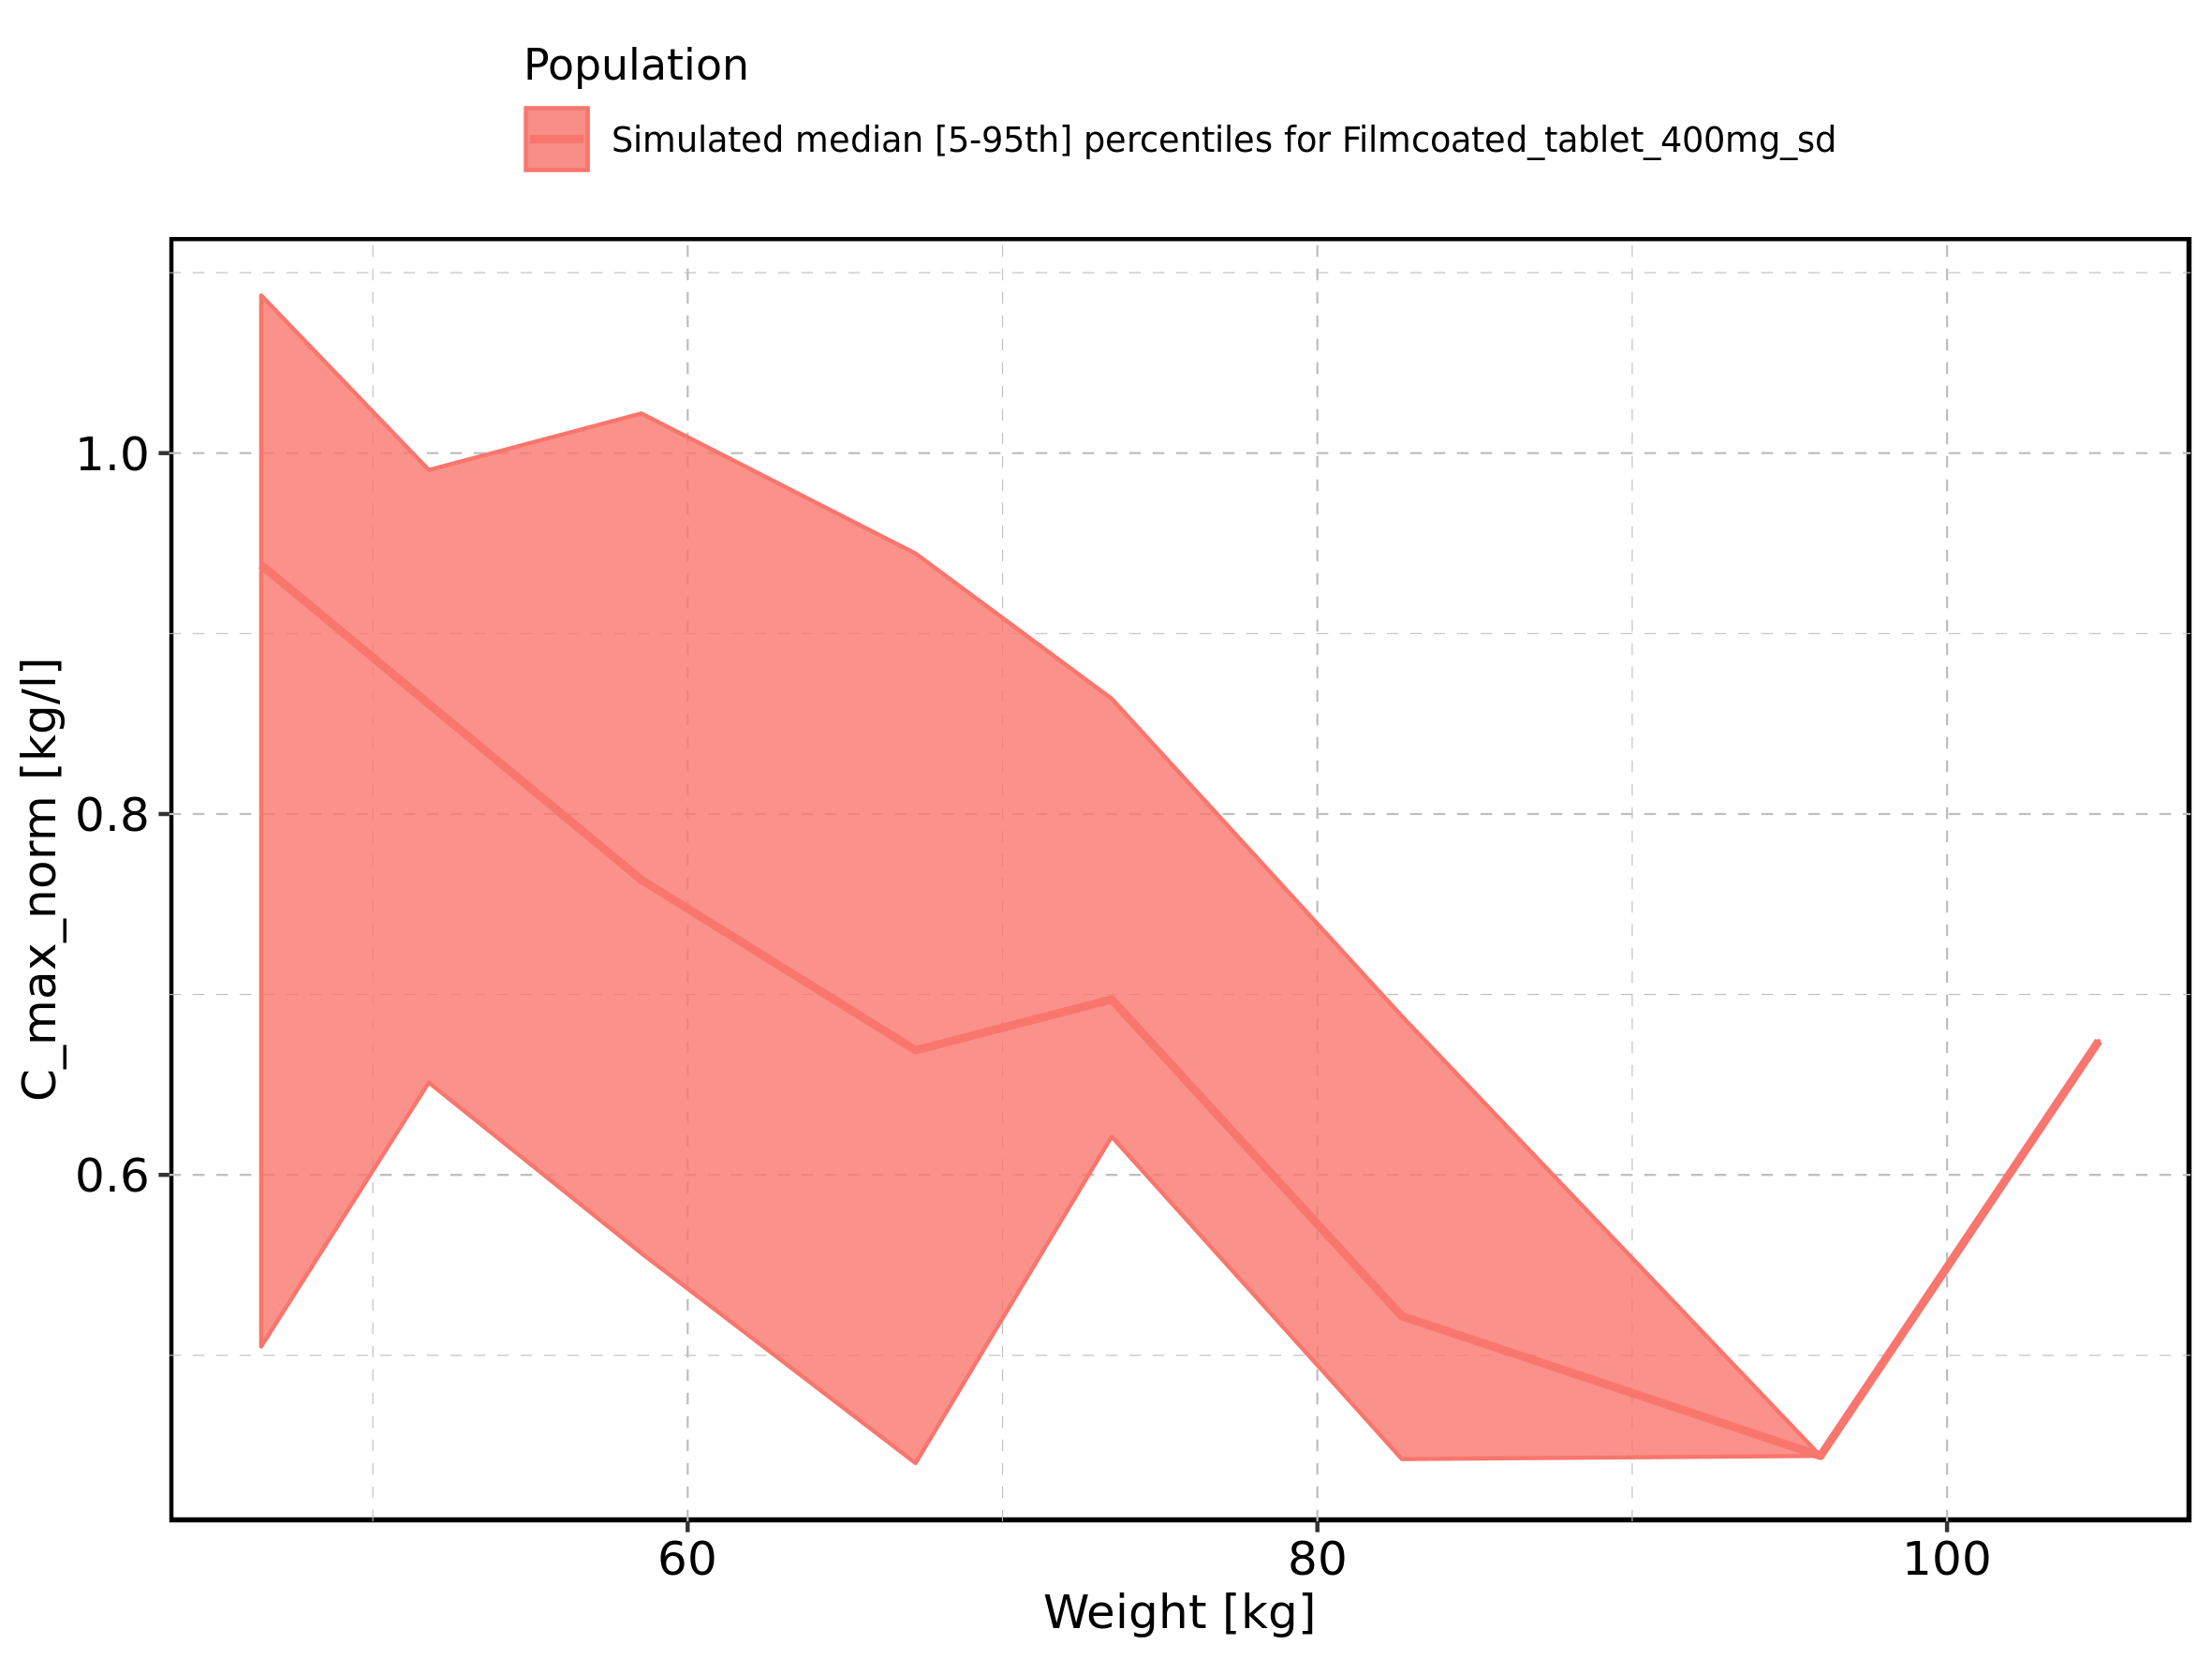 Population
Simulated median [5-95th] percentiles for Filmcoated_tablet_400mg_sd
C_max_norm [kg/l]
1.0
0.8
0.6
60 80 100
Weight [kg]